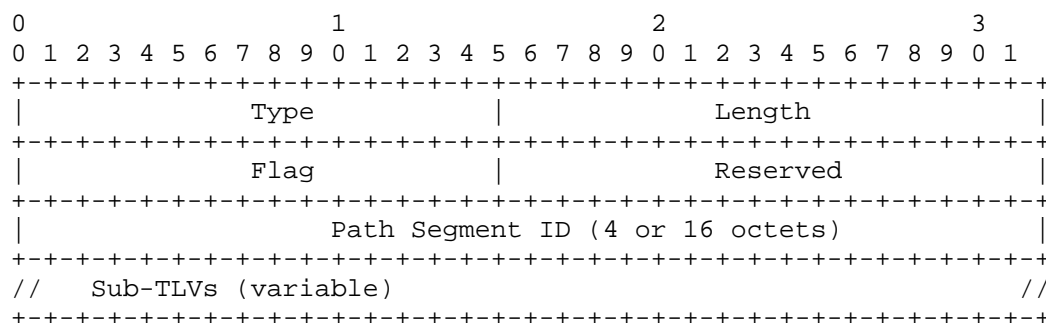 0                   1                   2                   3
0 1 2 3 4 5 6 7 8 9 0 1 2 3 4 5 6 7 8 9 0 1 2 3 4 5 6 7 8 9 0 1
+-+-+-+-+-+-+-+-+-+-+-+-+-+-+-+-+-+-+-+-+-+-+-+-+-+-+-+-+-+-+-+-+
|              Type             |             Length            |
+-+-+-+-+-+-+-+-+-+-+-+-+-+-+-+-+-+-+-+-+-+-+-+-+-+-+-+-+-+-+-+-+
|              Flag             |             Reserved          |
+-+-+-+-+-+-+-+-+-+-+-+-+-+-+-+-+-+-+-+-+-+-+-+-+-+-+-+-+-+-+-+-+
|                   Path Segment ID (4 or 16 octets)            |
+-+-+-+-+-+-+-+-+-+-+-+-+-+-+-+-+-+-+-+-+-+-+-+-+-+-+-+-+-+-+-+-+
//   Sub-TLVs (variable)                                       //
+-+-+-+-+-+-+-+-+-+-+-+-+-+-+-+-+-+-+-+-+-+-+-+-+-+-+-+-+-+-+-+-+